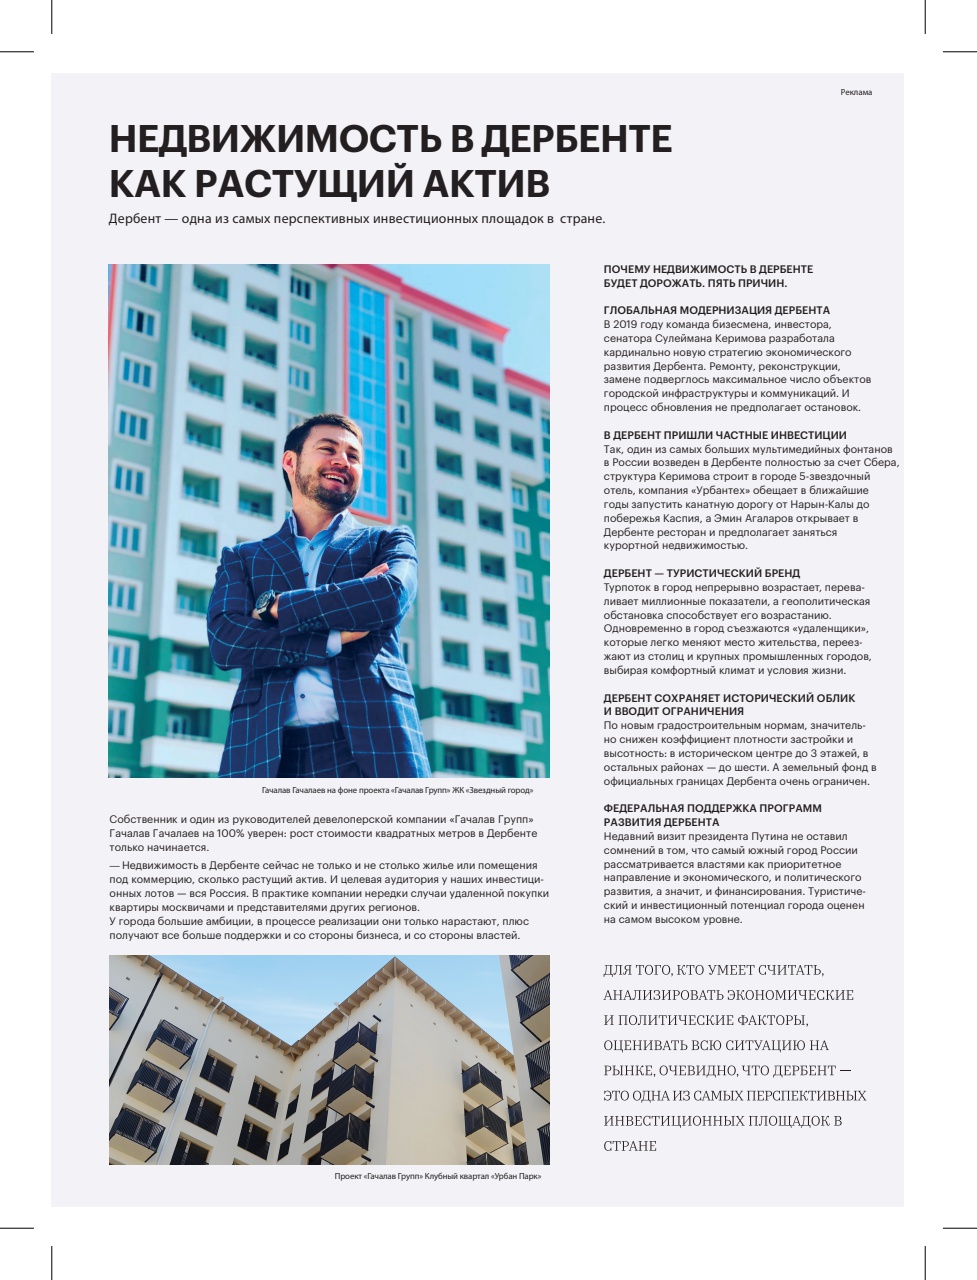 Реклама
НЕДВИЖИМОСТЬ В ДЕРБЕНТЕ
КАК РАСТУЩИЙ АКТИВ
Дербент — одна из самых перспективных инвестиционных площадок в стране.
Гачалав Гачалаев на фоне проекта «Гачалав Групп» ЖК «Звездный город»
Собственник и один из руководителей девелоперской компании «Гачалав Групп»
Гачалав Гачалаев на 100% уверен: рост стоимости квадратных метров в Дербенте
только начинается.
— Недвижимость в Дербенте сейчас не только и не столько жилье или помещения
под коммерцию, сколько растущий актив. И целевая аудитория у наших инвестици-
онных лотов — вся Россия. В практике компании нередки случаи удаленной покупки
квартиры москвичами и представителями других регионов.
У города большие амбиции, в процессе реализации они только нарастают, плюс
получают все больше поддержки и со стороны бизнеса, и со стороны властей.
Проект «Гачалав Групп» Клубный квартал «Урбан Парк»
ПОЧЕМУ НЕДВИЖИМОСТЬ В ДЕРБЕНТЕ
БУДЕТ ДОРОЖАТЬ. ПЯТЬ ПРИЧИН.
ГЛОБАЛЬНАЯ МОДЕРНИЗАЦИЯ ДЕРБЕНТА
В 2019 году команда бизесмена, инвестора,
сенатора Сулеймана Керимова разработала
кардинально новую стратегию экономического
развития Дербента. Ремонту, реконструкции,
замене подверглось максимальное число объектов
городской инфраструктуры и коммуникаций. И
процесс обновления не предполагает остановок.
В ДЕРБЕНТ ПРИШЛИ ЧАСТНЫЕ ИНВЕСТИЦИИ
Так, один из самых больших мультимедийных фонтанов
в России возведен в Дербенте полностью за счет Сбера,
структура Керимова строит в городе 5-звездочный
отель, компания «Урбантех» обещает в ближайшие
годы запустить канатную дорогу от Нарын-Калы до
побережья Каспия, а Эмин Агаларов открывает в
Дербенте ресторан и предполагает заняться
курортной недвижимостью.
ДЕРБЕНТ — ТУРИСТИЧЕСКИЙ БРЕНД
Турпоток в город непрерывно возрастает, перева-
ливает миллионные показатели, а геополитическая
обстановка способствует его возрастанию.
Одновременно в город съезжаются «удаленщики»,
которые легко меняют место жительства, переез-
жают из столиц и крупных промышленных городов,
выбирая комфортный климат и условия жизни.
ДЕРБЕНТ СОХРАНЯЕТ ИСТОРИЧЕСКИЙ ОБЛИК
И ВВОДИТ ОГРАНИЧЕНИЯ
По новым градостроительным нормам, значитель-
но снижен коэффициент плотности застройки и
высотность: в историческом центре до 3 этажей, в
остальных районах — до шести. А земельный фонд в
официальных границах Дербента очень ограничен.
ФЕДЕРАЛЬНАЯ ПОДДЕРЖКА ПРОГРАММ
РАЗВИТИЯ ДЕРБЕНТА
Недавний визит президента Путина не оставил
сомнений в том, что самый южный город России
рассматривается властями как приоритетное
направление и экономического, и политического
развития, а значит, и финансирования. Туристиче-
ский и инвестиционный потенциал города оценен
на самом высоком уровне.
ДЛЯ ТОГО, КТО УМЕЕТ СЧИТАТЬ,
АНАЛИЗИРОВАТЬ ЭКОНОМИЧЕСКИЕ
И ПОЛИТИЧЕСКИЕ ФАКТОРЫ,
ОЦЕНИВАТЬ ВСЮ СИТУАЦИЮ НА
РЫНКЕ, ОЧЕВИДНО, ЧТО ДЕРБЕНТ —
ЭТО ОДНА ИЗ САМЫХ ПЕРСПЕКТИВНЫХ
ИНВЕСТИЦИОННЫХ ПЛОЩАДОК В
СТРАНЕ